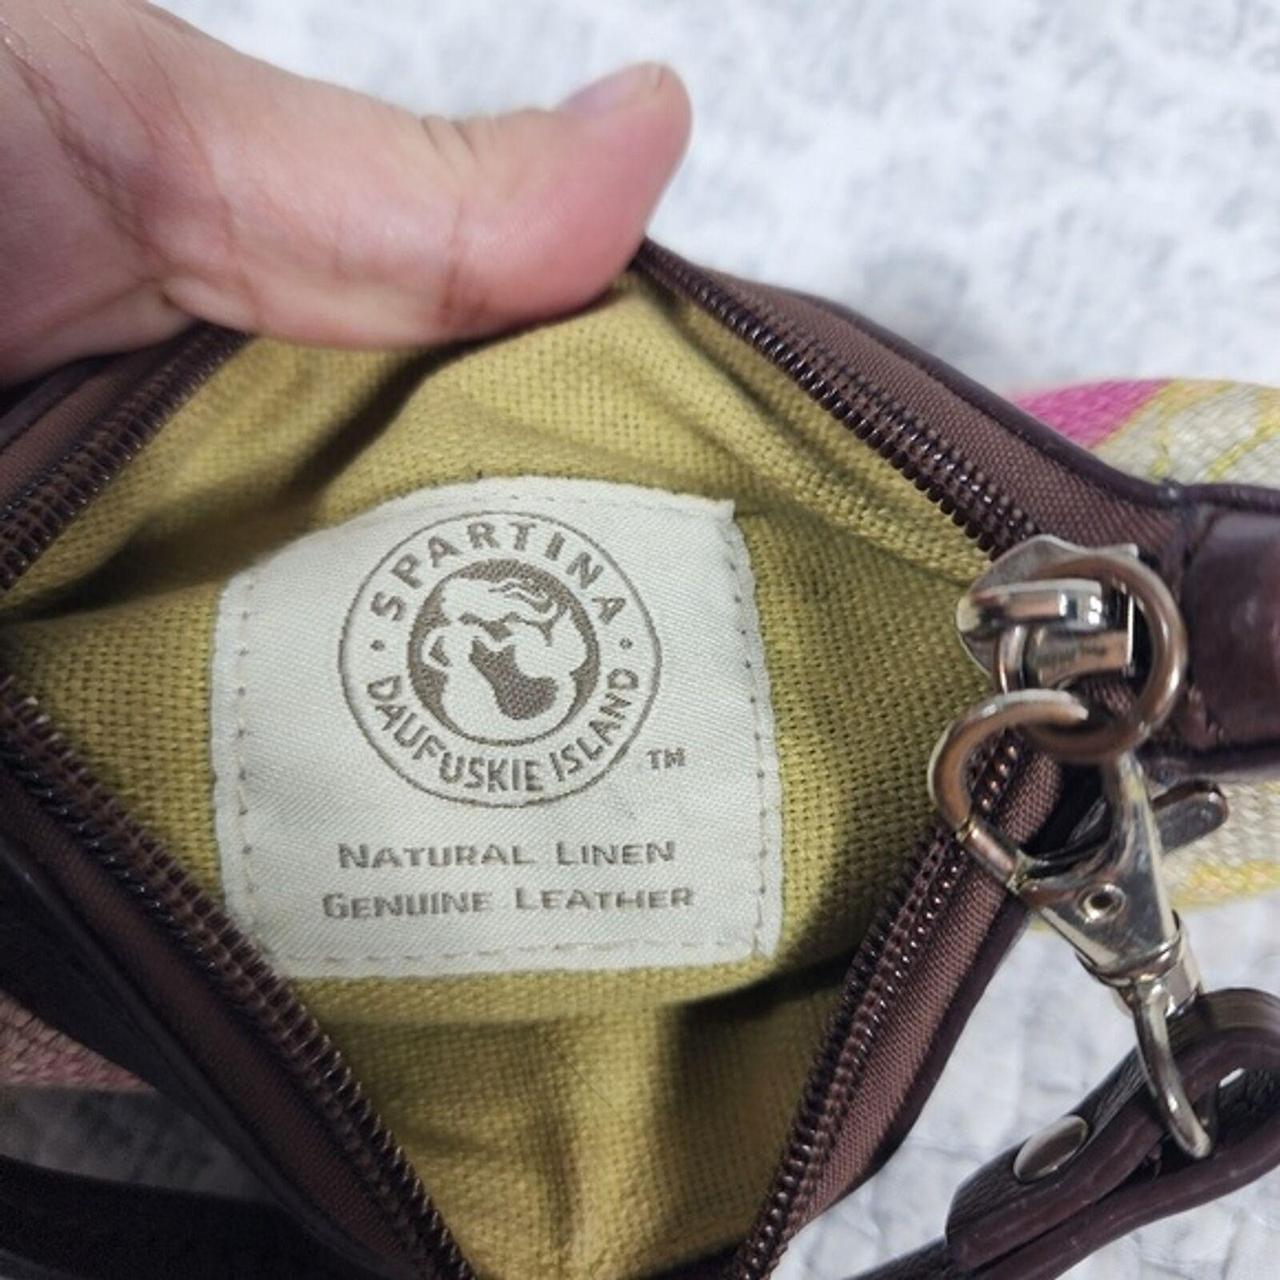 · SPARTINA ·
DAUFUSKIE ISLAND
TM
NATURAL LINEN
GENUINE LEATHER